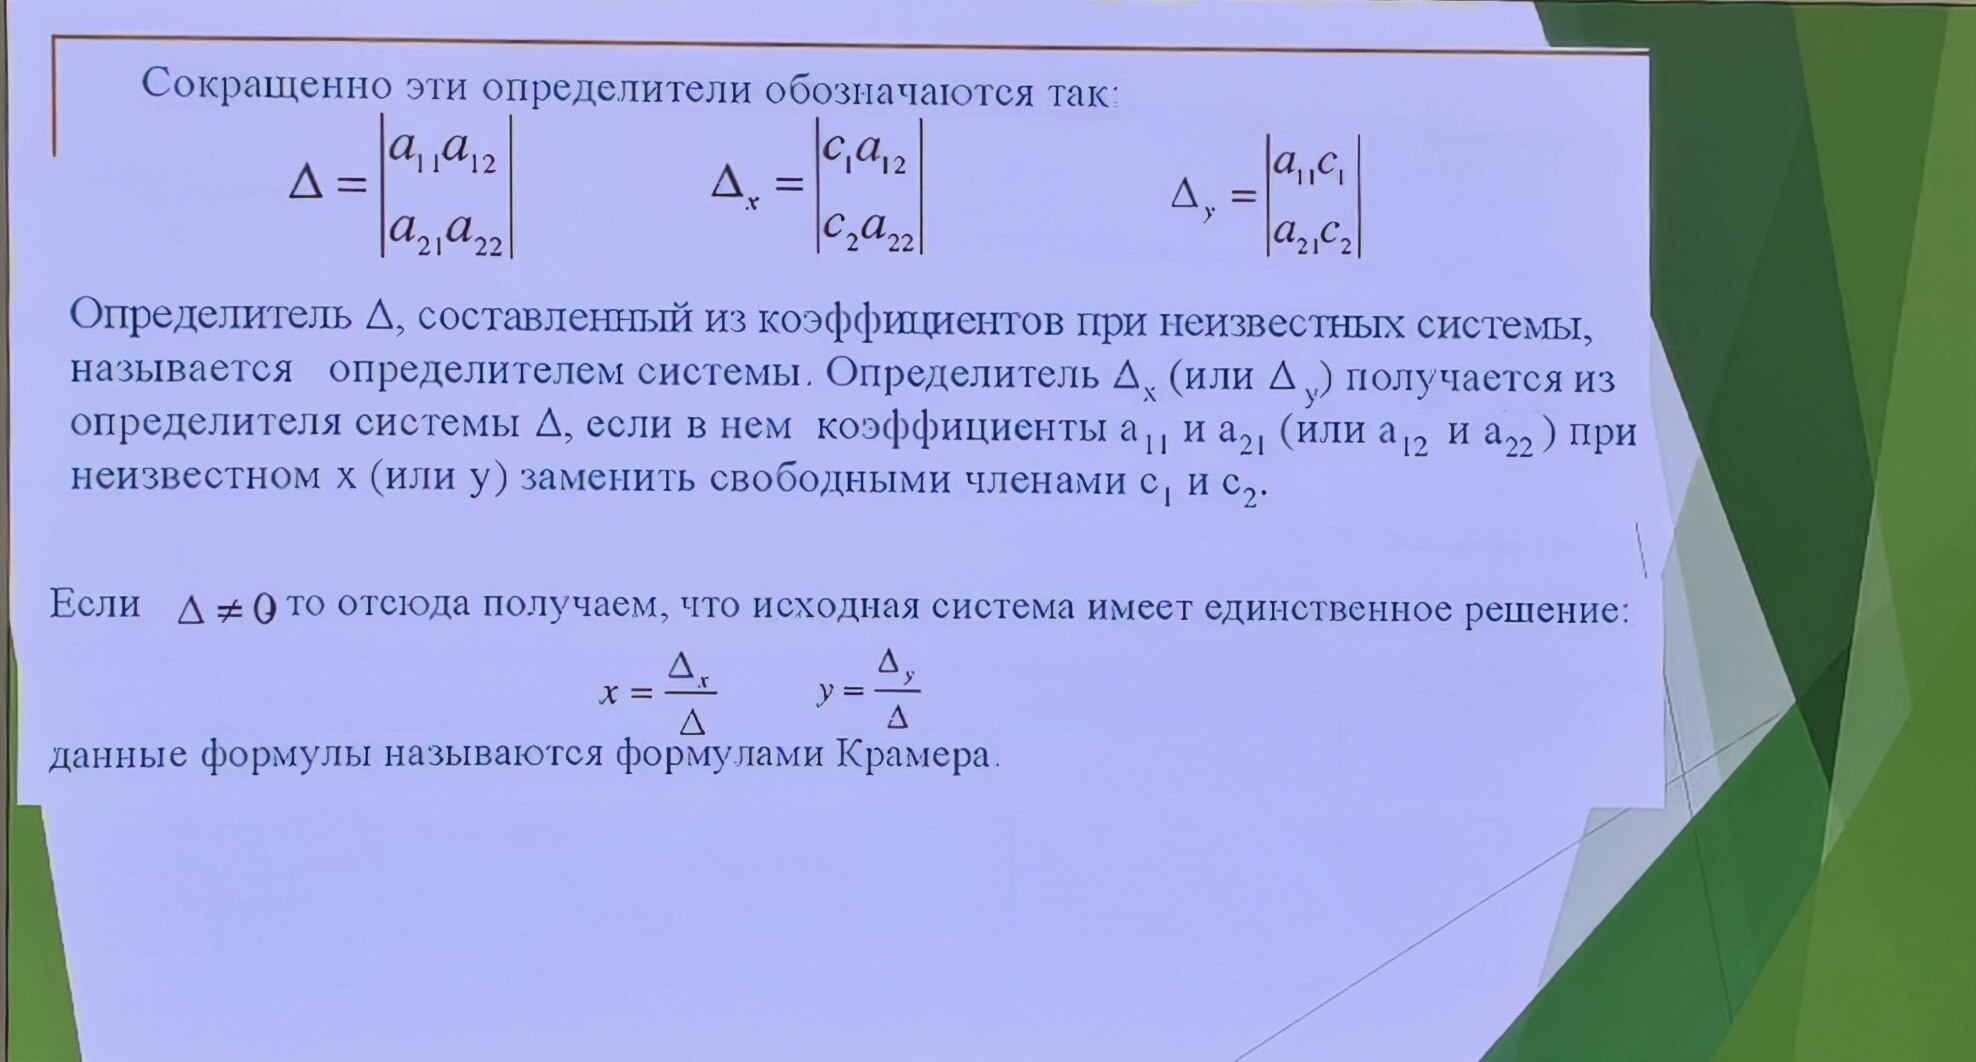 Сокращенно эти определители обозначаются так:
Δ = |a₁₁a₁₂ a₂₁a₂₂| Δₓ = |c₁a₁₂ c₂a₂₂| Δᵧ = |a₁₁c₁ a₂₁c₂|
Определитель Δ, составленный из коэффициентов при неизвестных системы,
называется определителем системы. Определитель Δₓ (или Δ ᵧ) получается из
определителя системы Δ, если в нем коэффициенты a₁₁ и a₂₁ (или a₁₂ и a₂₂ ) при
неизвестном x (или y) заменить свободными членами c₁ и c₂.
Если Δ ≠ 0 то отсюда получаем, что исходная система имеет единственное решение:
x = Δₓ/Δ y = Δᵧ/Δ
данные формулы называются формулами Крамера.